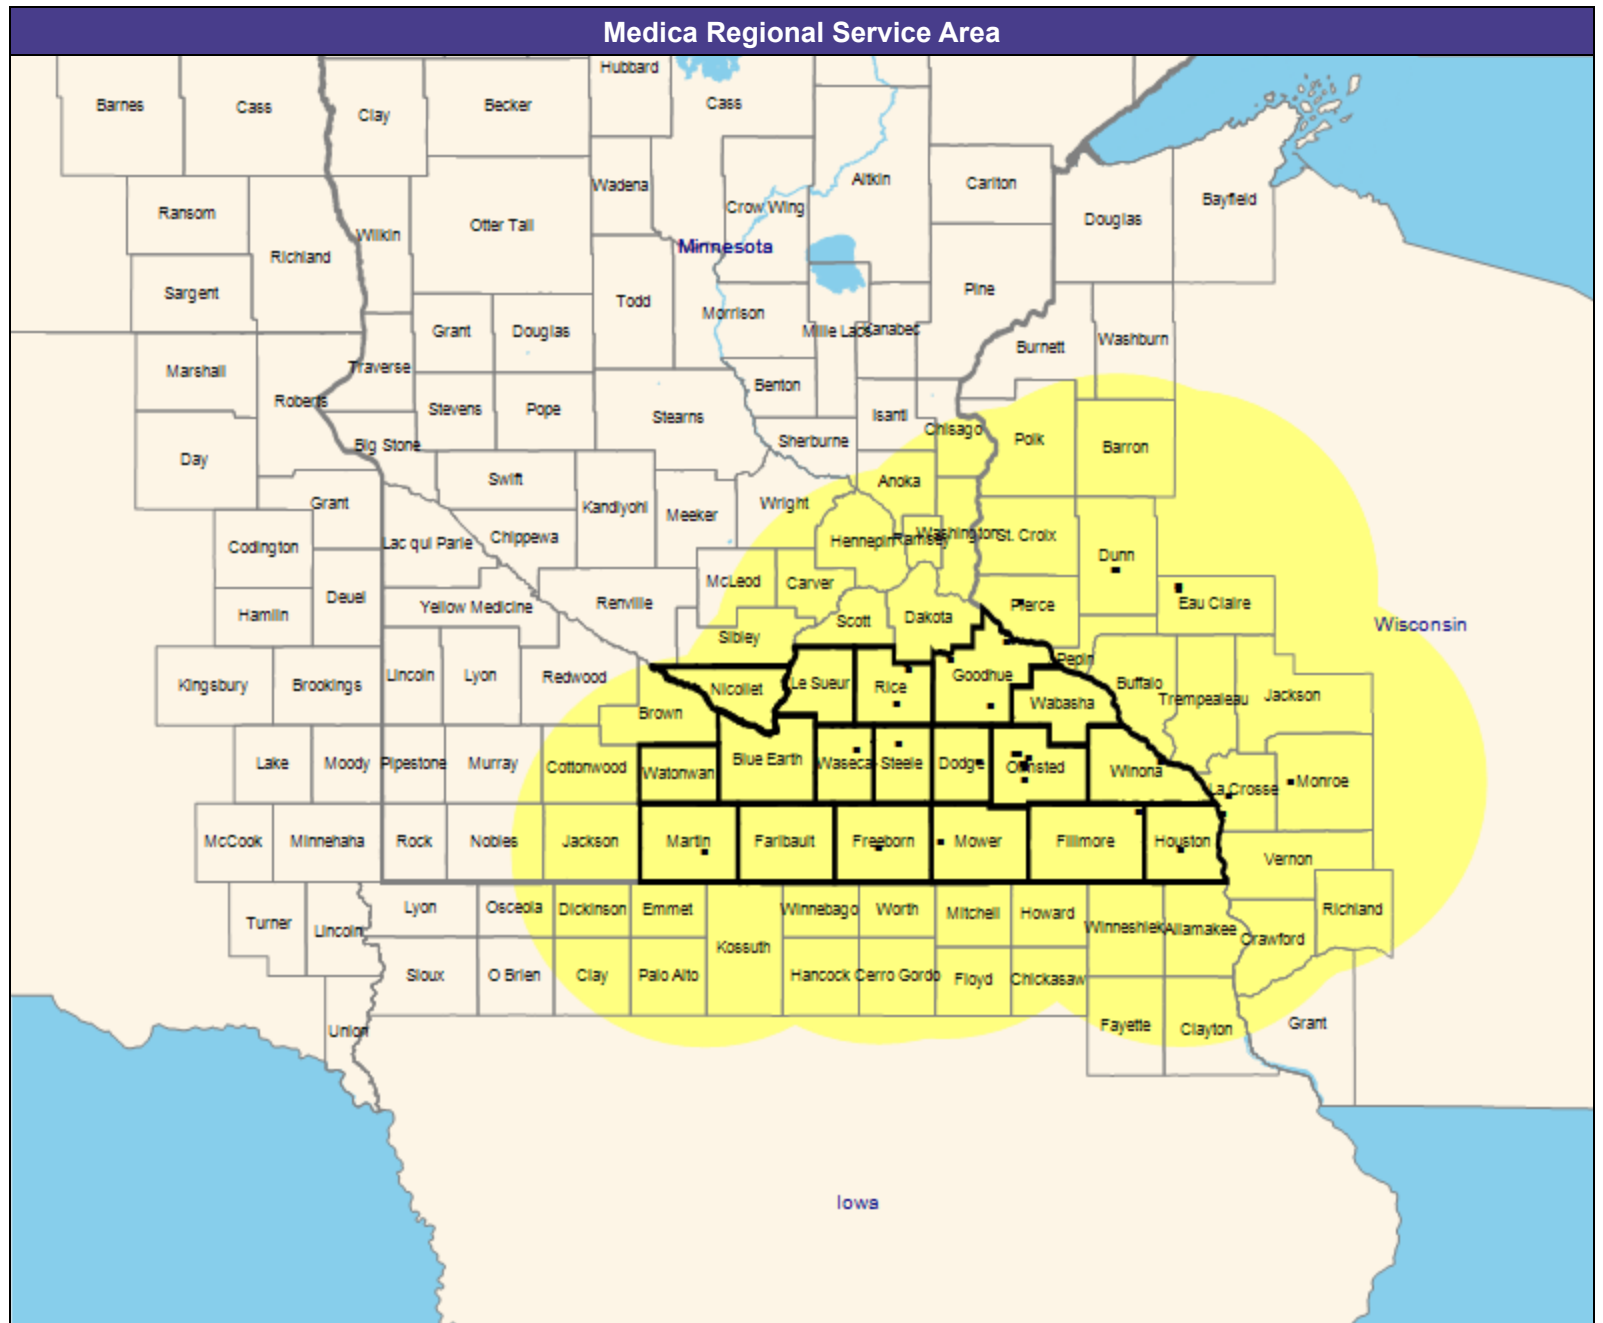 Medica Regional Service Area
Hubbard
Barnes
Cass
Clay
Becker
Cass
Wadena
Aitkin
Carlton
Bayfield
Ransom
Crow Wing
Douglas
Otter Tail
Wilkin
Minnesota
Richland
Sargent
Pine
Todd
Morrison
Grant
Douglas
Mille Lacs
Kanabec
Washburn
Burnett
Marshall
Traverse
Benton
Roberts
Stevens
Pope
Stearns
Isanti
Chisago
Polk
Barron
Big Stone
Sherburne
Day
Swift
Anoka
Grant
Kandiyohi
Meeker
Wright
Codington
Lac qui Parle
Chippewa
Hennepin
Ramsey
Washington
St. Croix
Dunn
McLeod
Carver
Deuel
Yellow Medicine
Renville
Pierce
Eau Claire
Hamlin
Scott
Dakota
Wisconsin
Sibley
Pepin
Kingsbury
Brookings
Lincoln
Lyon
Redwood
Nicollet
Le Sueur
Rice
Goodhue
Buffalo
Trempealeau
Jackson
Wabasha
Brown
Lake
Moody
Pipestone
Murray
Cottonwood
Watonwan
Blue Earth
Waseca
Steele
Dodge
Olmsted
Winona
La Crosse
Monroe
McCook
Minnehaha
Rock
Nobles
Jackson
Martin
Faribault
Freeborn
Mower
Fillmore
Houston
Vernon
Turner
Lincoln
Lyon
Osceola
Dickinson
Emmet
Winnebago
Worth
Mitchell
Howard
Winneshiek
Allamakee
Crawford
Richland
Kossuth
Sioux
O Brien
Clay
Palo Alto
Hancock
Cerro Gordo
Floyd
Chickasaw
Union
Fayette
Clayton
Grant
Iowa